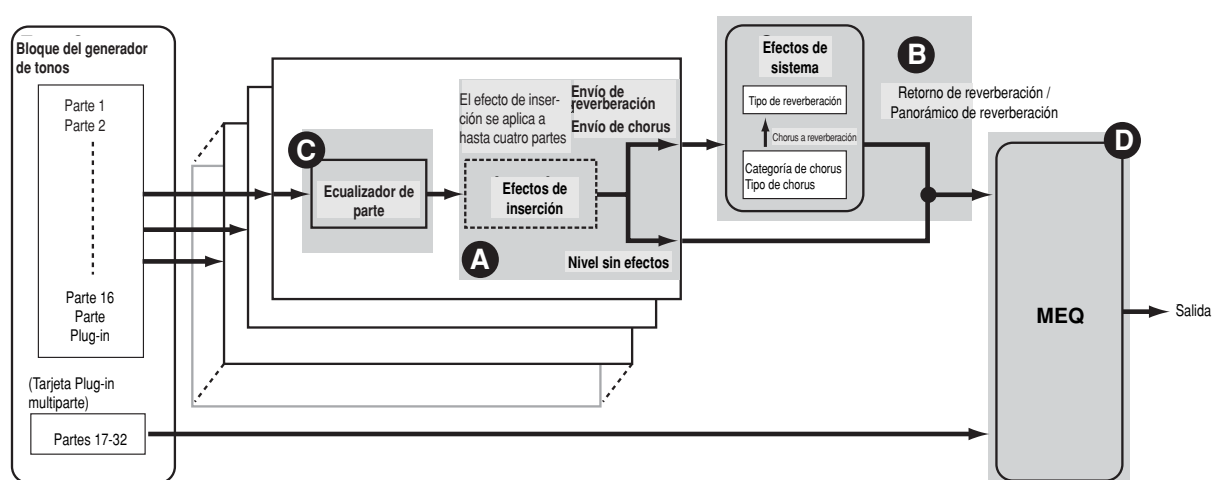 Bloque del generador
de tonos
Parte 1
Parte 2
Parte 16
Parte
Plug-in
(Tarjeta Plug-in
multiparte)
Partes 17-32
C
Ecualizador de
parte
El efecto de inser-
ción se aplica a
hasta cuatro partes
Envío de
reverberación
Envío de chorus
Efectos de
inserción
A
Nivel sin efectos
Efectos de
sistema
Tipo de reverberación
Chorus a reverberación
Categoría de chorus
Tipo de chorus
B
Retorno de reverberación /
Panorámico de reverberación
D
MEQ
Salida